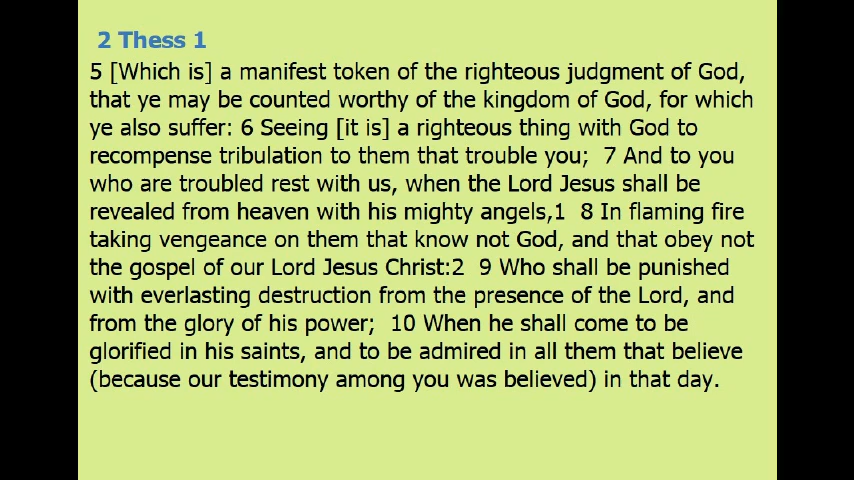 2 Thess 1
5 [Which is] a manifest token of the righteous judgment of God,
that ye may be counted worthy of the kingdom of God, for which
ye also suffer: 6 Seeing [it is] a righteous thing with God to
recompense tribulation to them that trouble you;  7 And to you
who are troubled rest with us, when the Lord Jesus shall be
revealed from heaven with his mighty angels,1  8 In flaming fire
taking vengeance on them that know not God, and that obey not
the gospel of our Lord Jesus Christ:2  9 Who shall be punished
with everlasting destruction from the presence of the Lord, and
from the glory of his power;  10 When he shall come to be
glorified in his saints, and to be admired in all them that believe
(because our testimony among you was believed) in that day.